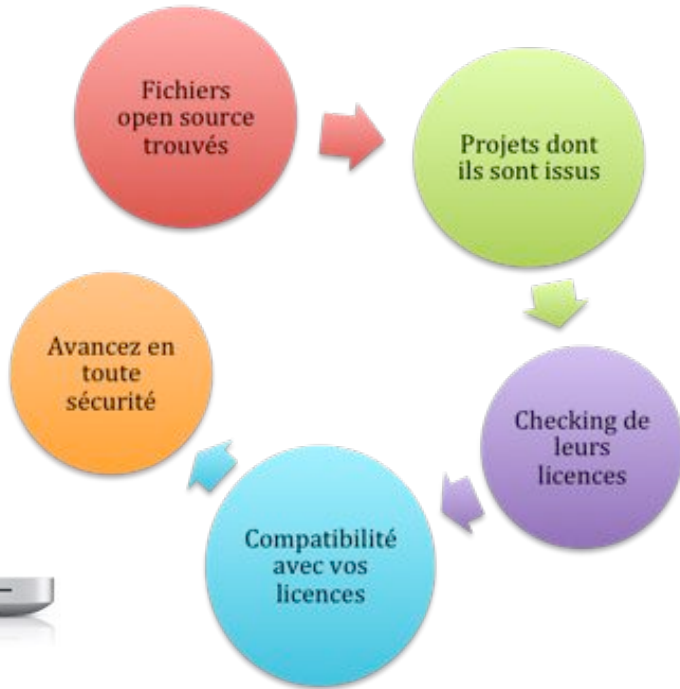 Fichiers
open source
trouvés
Projets dont
ils sont issus
Checking de
leurs
licences
Compatibilité
avec vos
licences
Avancez en
toute
sécurité